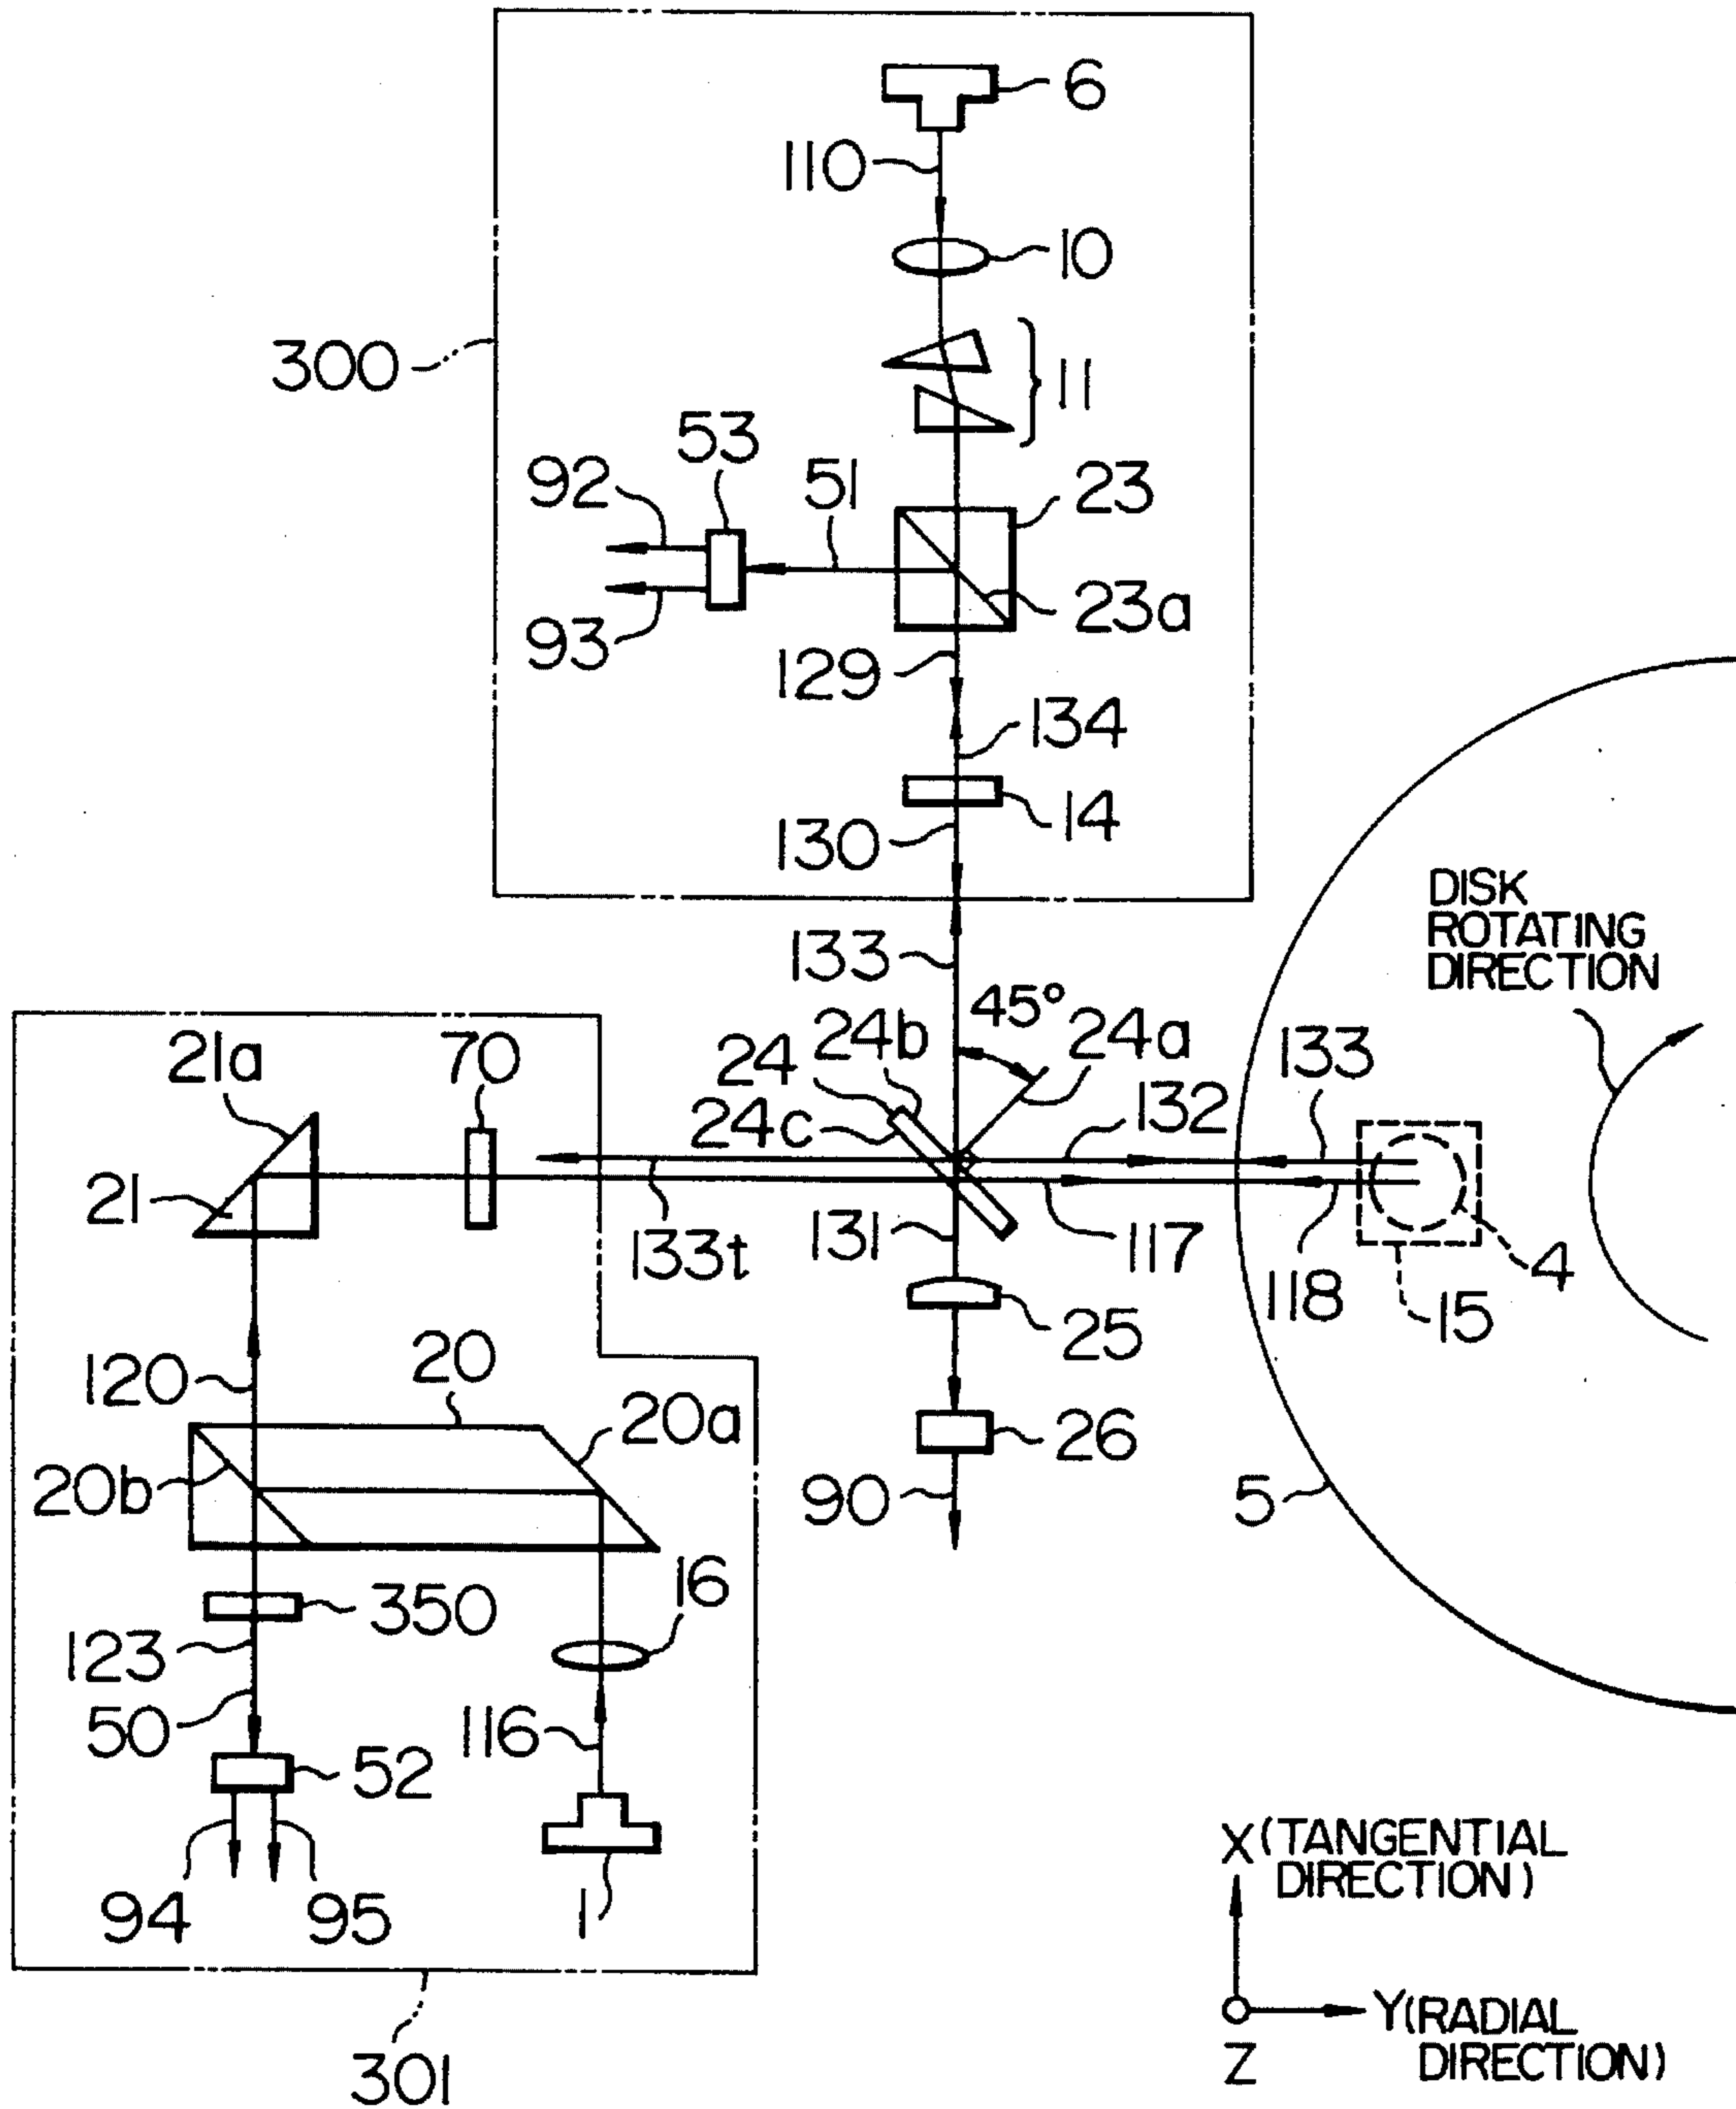 6
110
10
300
11
53
92
51
23
93
23a
129
134
14
130
DISK
ROTATING
DIRECTION
133
45°
21a
70
24
24b
24a
133
24c
132
21
133t
131
117
4
118
15
25
120
20
20a
26
20b
90
5
350
16
123
50
116
52
X (TANGENTIAL
DIRECTION)
94
95
1
Y(RADIAL
DIRECTION)
Z
301